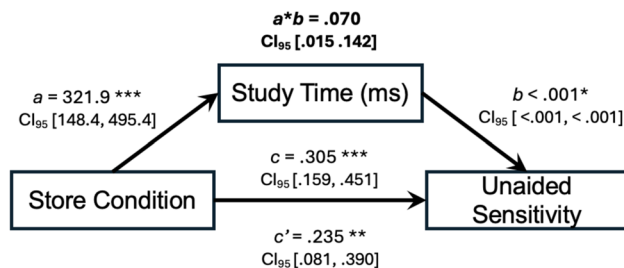 a*b = .070
CI95 [.015 .142]
a = 321.9 ***
CI95 [148.4, 495.4]
Study Time (ms)
b < .001*
CI95 [ <.001, < .001]
c = .305 ***
CI95 [.159, .451]
Store Condition
Unaided
Sensitivity
c’ = .235 **
CI95 [.081, .390]